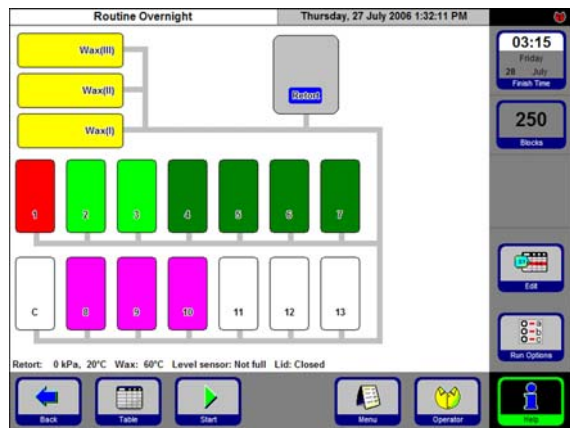 Routine Overnight
Thursday, 27 July 2006 1:32:11 PM
03:15
Friday
28 July
Finish Time
250
Blocks
Wax(III)
Wax(II)
Wax(I)
Retort
1 2 3 4 5 6 7
C 8 9 10 11 12 13
Edit
Run Options
Retort: 0 kPa, 20°C Wax: 60°C Level sensor: Not full Lid: Closed
Back
Table
Start
Menu
Operator
Help